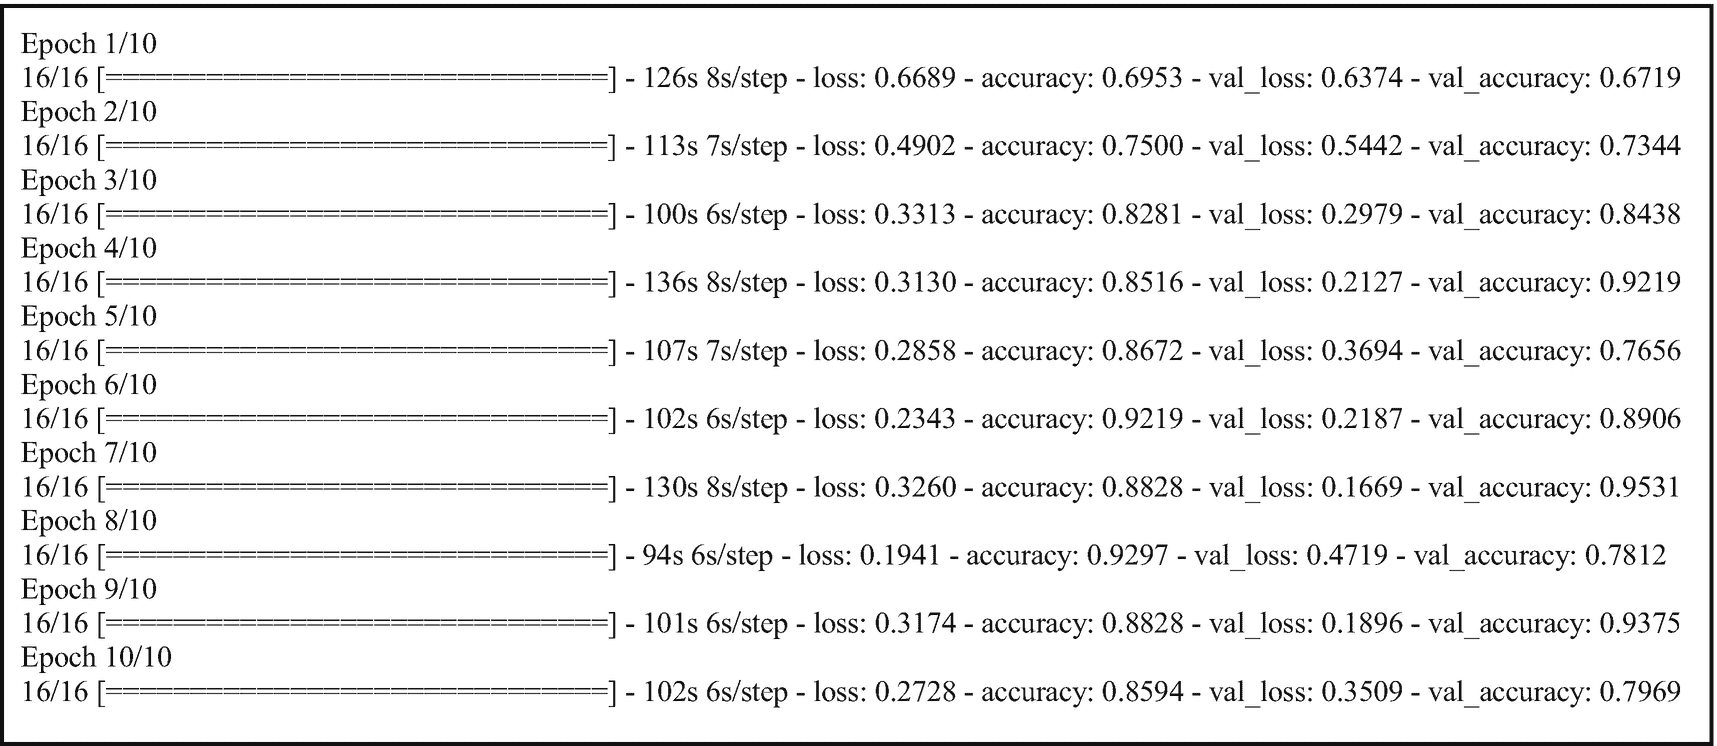 Epoch 1/10
16/16 [==============================] - 126s 8s/step - loss: 0.6689 - accuracy: 0.6953 - val_loss: 0.6374 - val_accuracy: 0.6719
Epoch 2/10
16/16 [==============================] - 113s 7s/step - loss: 0.4902 - accuracy: 0.7500 - val_loss: 0.5442 - val_accuracy: 0.7344
Epoch 3/10
16/16 [==============================] - 100s 6s/step - loss: 0.3313 - accuracy: 0.8281 - val_loss: 0.2979 - val_accuracy: 0.8438
Epoch 4/10
16/16 [==============================] - 136s 8s/step - loss: 0.3130 - accuracy: 0.8516 - val_loss: 0.2127 - val_accuracy: 0.9219
Epoch 5/10
16/16 [==============================] - 107s 7s/step - loss: 0.2858 - accuracy: 0.8672 - val_loss: 0.3694 - val_accuracy: 0.7656
Epoch 6/10
16/16 [==============================] - 102s 6s/step - loss: 0.2343 - accuracy: 0.9219 - val_loss: 0.2187 - val_accuracy: 0.8906
Epoch 7/10
16/16 [==============================] - 130s 8s/step - loss: 0.3260 - accuracy: 0.8828 - val_loss: 0.1669 - val_accuracy: 0.9531
Epoch 8/10
16/16 [==============================] - 94s 6s/step - loss: 0.1941 - accuracy: 0.9297 - val_loss: 0.4719 - val_accuracy: 0.7812
Epoch 9/10
16/16 [==============================] - 101s 6s/step - loss: 0.3174 - accuracy: 0.8828 - val_loss: 0.1896 - val_accuracy: 0.9375
Epoch 10/10
16/16 [==============================] - 102s 6s/step - loss: 0.2728 - accuracy: 0.8594 - val_loss: 0.3509 - val_accuracy: 0.7969